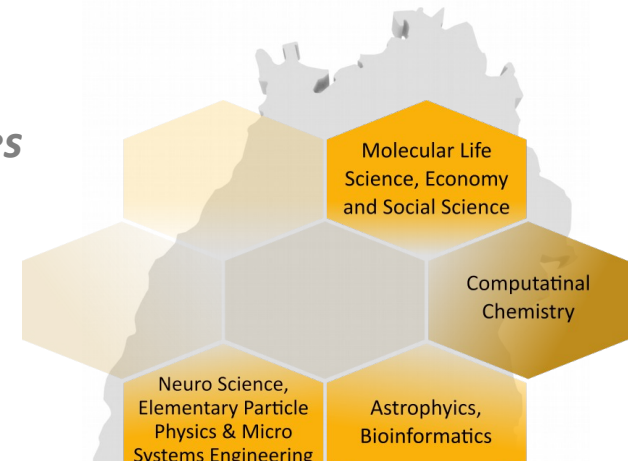 Molecular Life
Science, Economy
and Social Science
Computatinal
Chemistry
Neuro Science,
Elementary Particle
Physics & Micro
Systems Engineering
Astrophyics,
Bioinformatics